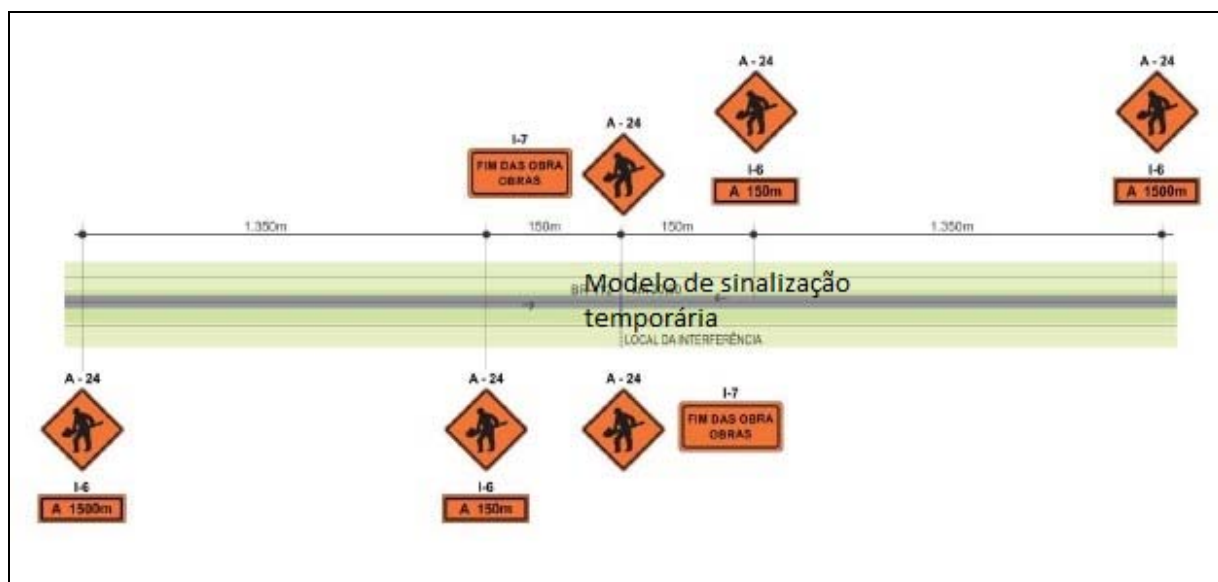 A - 24
A - 24
I-7
A - 24
FIM DAS OBRA
OBRAS
I-6
A 150m
I-6
A 1500m
1.350m
150m
150m
1.350m
Modelo de sinalização
temporária
LOCAL DA INTERFERÊNCIA
A - 24
A - 24
A - 24
I-7
FIM DAS OBRA
OBRAS
I-6
A 1500m
I-6
A 150m